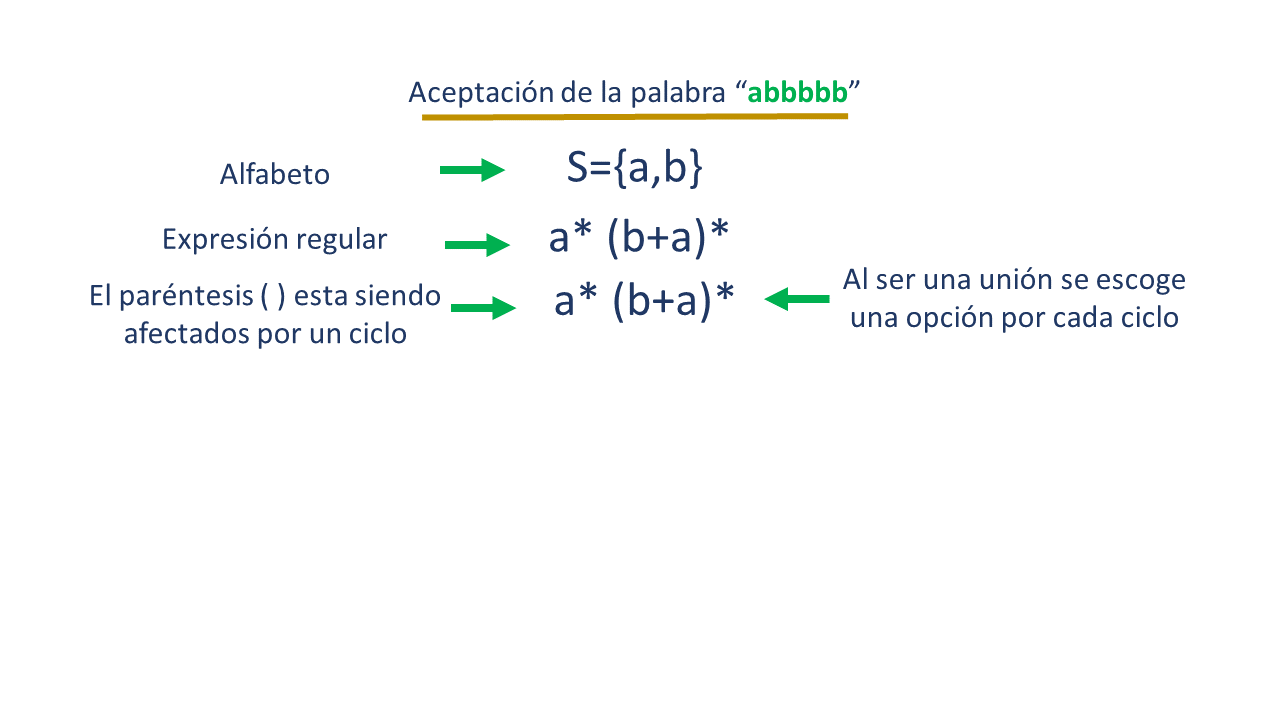 Aceptación de la palabra “abbbbb”
Alfabeto
S={a,b}
Expresión regular
a* (b+a)*
El paréntesis ( ) esta siendo
afectados por un ciclo
a* (b+a)*
Al ser una unión se escoge
una opción por cada ciclo